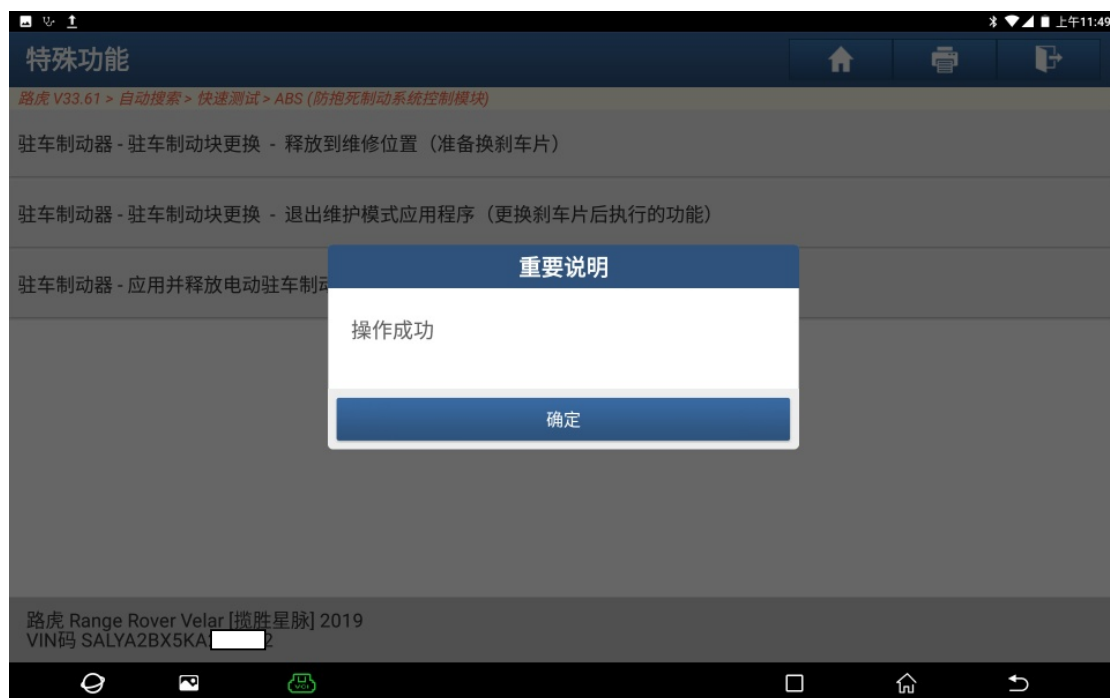 上午11:49
特殊功能
路虎 V33.61 > 自动搜索 > 快速测试 > ABS (防抱死制动系统控制模块)
驻车制动器 - 驻车制动块更换 - 释放到维修位置（准备换刹车片）
驻车制动器 - 驻车制动块更换 - 退出维护模式应用程序（更换刹车片后执行的功能）
驻车制动器 - 应用并释放电动驻车制动
重要说明
操作成功
确定
路虎 Range Rover Velar [揽胜星脉] 2019
VIN码 SALYA2BX5KA 2